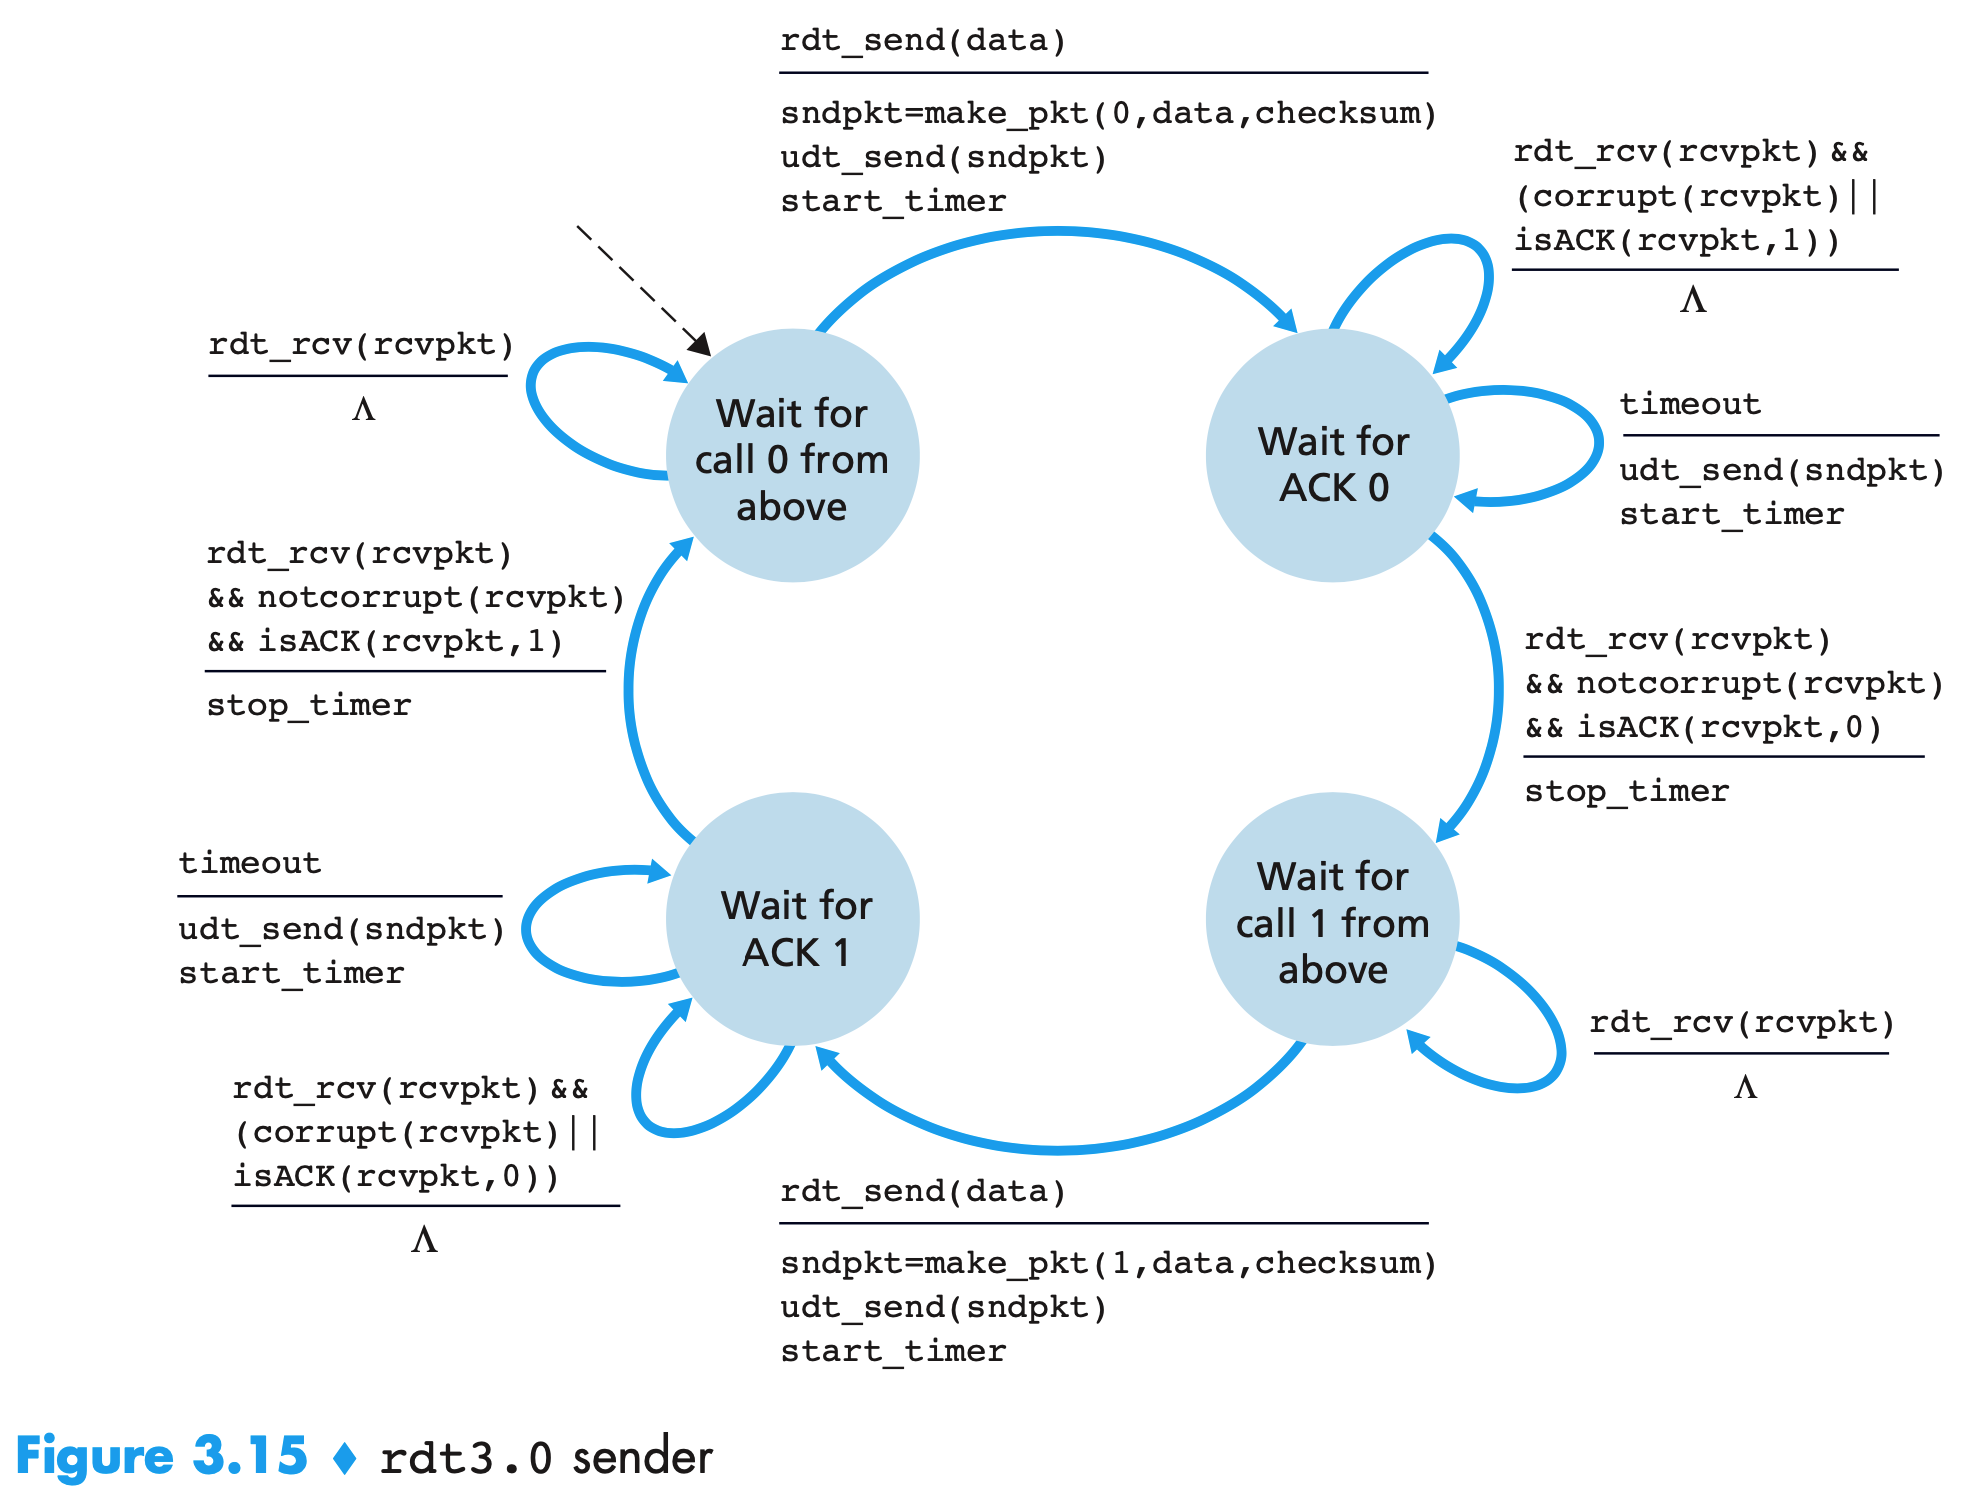 rdt_send(data)
sndpkt=make_pkt(0,data,checksum)
udt_send(sndpkt)
start_timer
rdt_rcv(rcvpkt) &&
(corrupt(rcvpkt)||
isACK(rcvpkt,1))
Λ
rdt_rcv(rcvpkt)
Λ
Wait for
call 0 from
above
Wait for
ACK 0
timeout
udt_send(sndpkt)
start_timer
rdt_rcv(rcvpkt)
&& notcorrupt(rcvpkt)
&& isACK(rcvpkt,1)
stop_timer
rdt_rcv(rcvpkt)
&& notcorrupt(rcvpkt)
&& isACK(rcvpkt,0)
stop_timer
timeout
udt_send(sndpkt)
start_timer
Wait for
ACK 1
Wait for
call 1 from
above
rdt_rcv(rcvpkt)
Λ
rdt_rcv(rcvpkt) &&
(corrupt(rcvpkt)||
isACK(rcvpkt,0))
Λ
rdt_send(data)
sndpkt=make_pkt(1,data,checksum)
udt_send(sndpkt)
start_timer
Figure 3.15 ♦ rdt3.0 sender